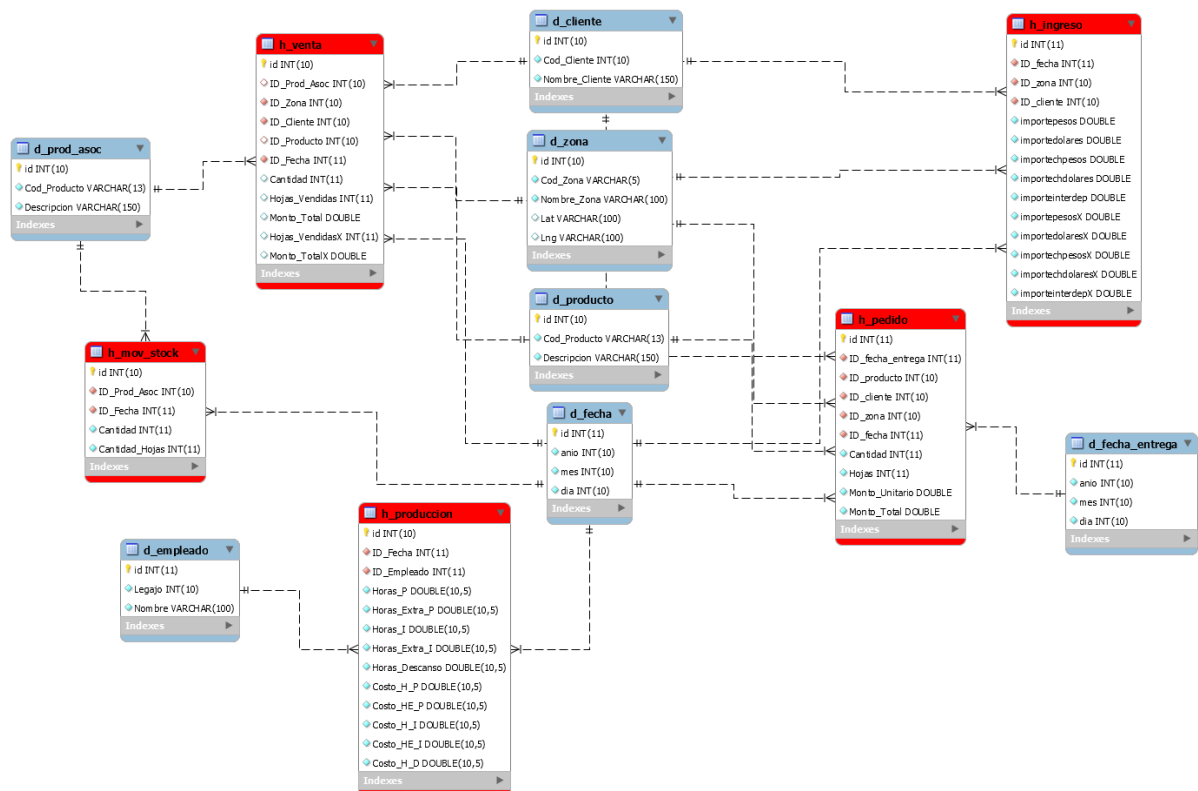 d_cliente
id INT(10)
Cod_Cliente INT(10)
Nombre_Cliente VARCHAR(150)
Indexes
h_ingreso
id INT(11)
ID_fecha INT(11)
ID_zona INT(10)
ID_cliente INT(10)
importepesos DOUBLE
importedolares DOUBLE
importechpesos DOUBLE
importechdolares DOUBLE
importeinterdep DOUBLE
importepesosX DOUBLE
importedolaresX DOUBLE
importechpesosX DOUBLE
importechdolaresX DOUBLE
importeinterdepX DOUBLE
Indexes
h_venta
id INT(10)
ID_Prod_Asoc INT(10)
ID_Zona INT(10)
ID_Cliente INT(10)
ID_Producto INT(10)
ID_Fecha INT(11)
Cantidad INT(11)
Hojas_Vendidas INT(11)
Monto_Total DOUBLE
Hojas_VendidasX INT(11)
Monto_TotalX DOUBLE
Indexes
d_prod_asoc
id INT(10)
Cod_Producto VARCHAR(13)
Descripcion VARCHAR(150)
Indexes
d_zona
id INT(10)
Cod_Zona VARCHAR(5)
Nombre_Zona VARCHAR(100)
Lat VARCHAR(100)
Lng VARCHAR(100)
Indexes
d_producto
id INT(10)
Cod_Producto VARCHAR(13)
Descripcion VARCHAR(150)
Indexes
h_pedido
id INT(11)
ID_fecha_entrega INT(11)
ID_producto INT(10)
ID_cliente INT(10)
ID_zona INT(10)
ID_fecha INT(11)
Cantidad INT(11)
Hojas INT(11)
Monto_Unitario DOUBLE
Monto_Total DOUBLE
Indexes
h_mov_stock
id INT(10)
ID_Prod_Asoc INT(10)
ID_Fecha INT(11)
Cantidad INT(11)
Cantidad_Hojas INT(11)
Indexes
d_fecha
id INT(11)
anio INT(10)
mes INT(10)
dia INT(10)
Indexes
d_fecha_entrega
id INT(11)
anio INT(10)
mes INT(10)
dia INT(10)
Indexes
h_produccion
id INT(10)
ID_Fecha INT(11)
ID_Empleado INT(11)
Horas_P DOUBLE(10,5)
Horas_Extra_P DOUBLE(10,5)
Horas_I DOUBLE(10,5)
Horas_Extra_I DOUBLE(10,5)
Horas_Descanso DOUBLE(10,5)
Costo_H_P DOUBLE(10,5)
Costo_HE_P DOUBLE(10,5)
Costo_H_I DOUBLE(10,5)
Costo_HE_I DOUBLE(10,5)
Costo_H_D DOUBLE(10,5)
Indexes
d_empleado
id INT(11)
Legajo INT(10)
Nombre VARCHAR(100)
Indexes